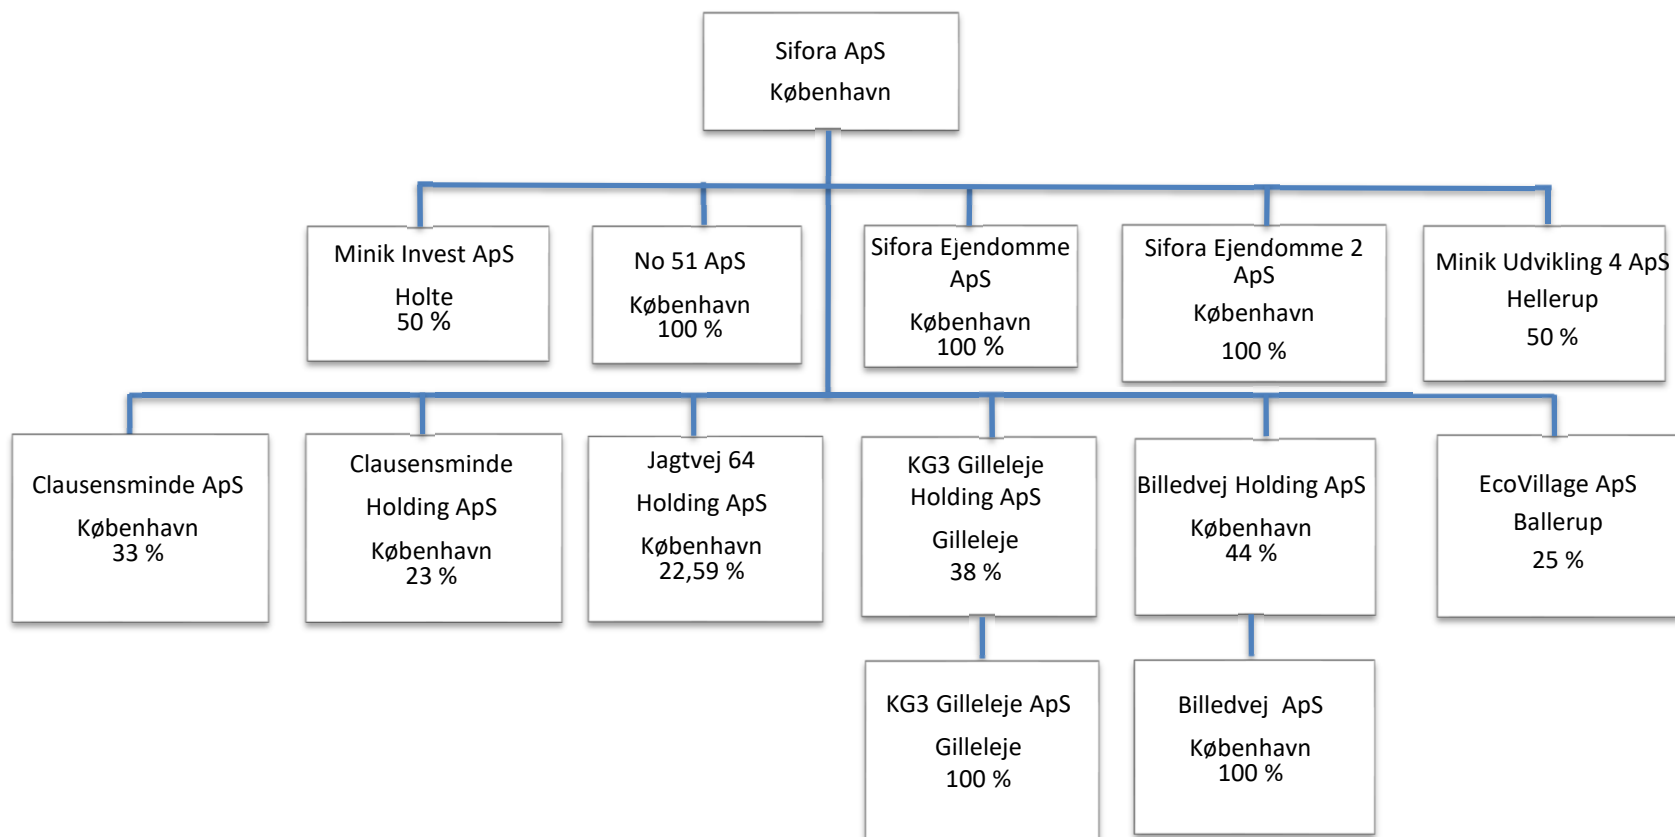 Sifora ApS
København
Minik Invest ApS
Holte
50 %
No 51 ApS
København
100 %
Sifora Ejendomme
ApS
København
100 %
Sifora Ejendomme 2
ApS
København
100 %
Minik Udvikling 4 ApS
Hellerup
50 %
Clausensminde ApS
København
33 %
Clausensminde
Holding ApS
København
23 %
Jagtvej 64
Holding ApS
København
22,59 %
KG3 Gilleleje
Holding ApS
Gilleleje
38 %
Billedvej Holding ApS
København
44 %
EcoVillage ApS
Ballerup
25 %
KG3 Gilleleje ApS
Gilleleje
100 %
Billedvej  ApS
København
100 %